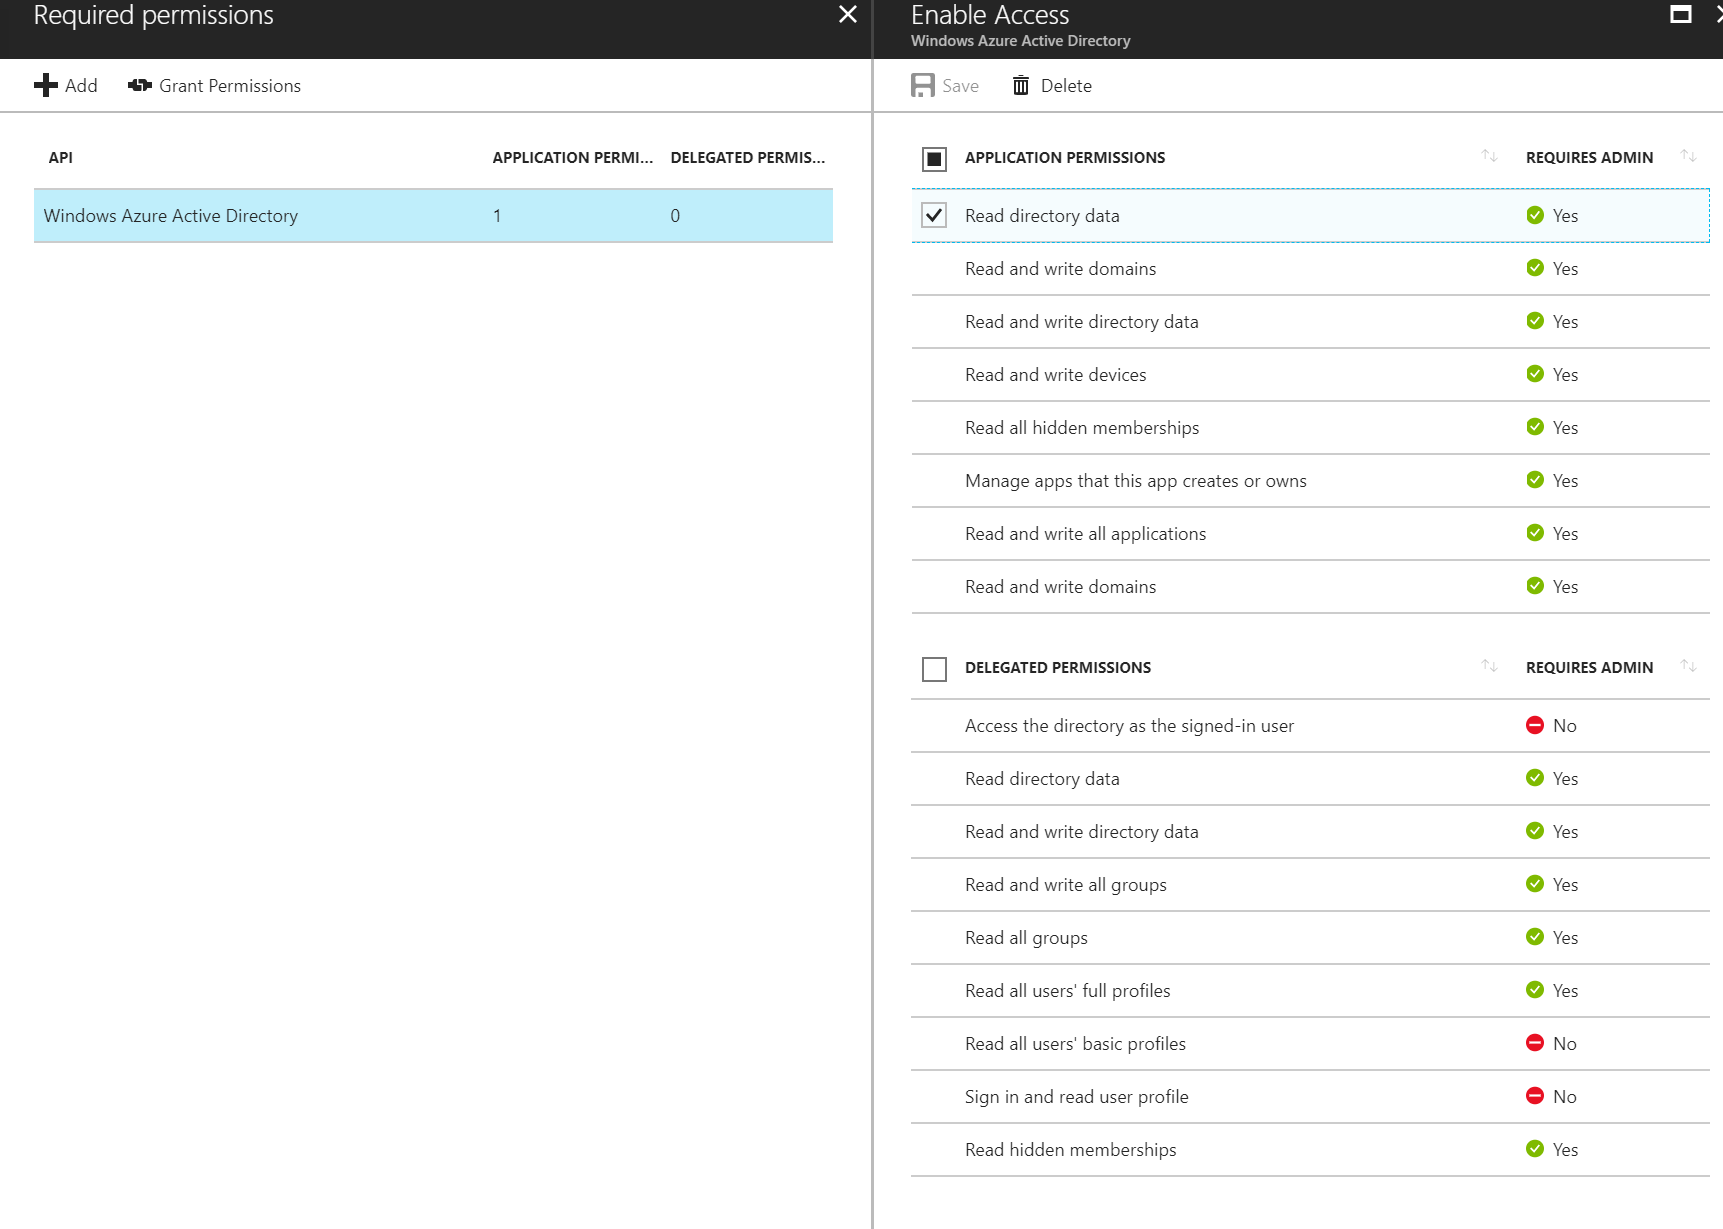 Required permissions
Add
Grant Permissions
API APPLICATION PERMI... DELEGATED PERMIS...
Windows Azure Active Directory 1 0
Enable Access
Windows Azure Active Directory
Save
Delete
APPLICATION PERMISSIONS REQUIRES ADMIN
Read directory data Yes
Read and write domains Yes
Read and write directory data Yes
Read and write devices Yes
Read all hidden memberships Yes
Manage apps that this app creates or owns Yes
Read and write all applications Yes
Read and write domains Yes
DELEGATED PERMISSIONS REQUIRES ADMIN
Access the directory as the signed-in user No
Read directory data Yes
Read and write directory data Yes
Read and write all groups Yes
Read all groups Yes
Read all users' full profiles Yes
Read all users' basic profiles No
Sign in and read user profile No
Read hidden memberships Yes